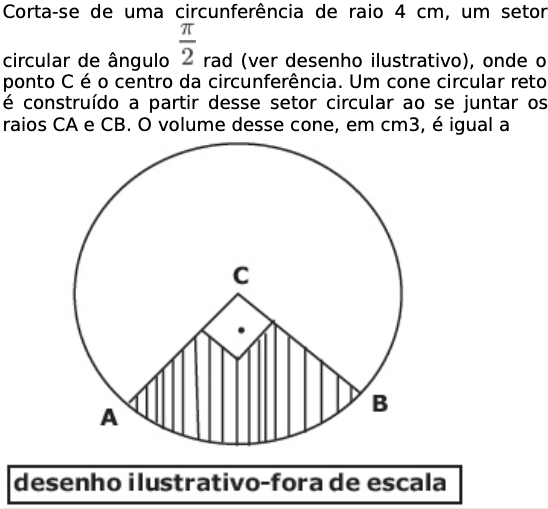 Corta-se de uma circunferência de raio 4 cm, um setor
circular de ângulo π/2 rad (ver desenho ilustrativo), onde o
ponto C é o centro da circunferência. Um cone circular reto
é construído a partir desse setor circular ao se juntar os
raios CA e CB. O volume desse cone, em cm3, é igual a
C
A
B
desenho ilustrativo-fora de escala